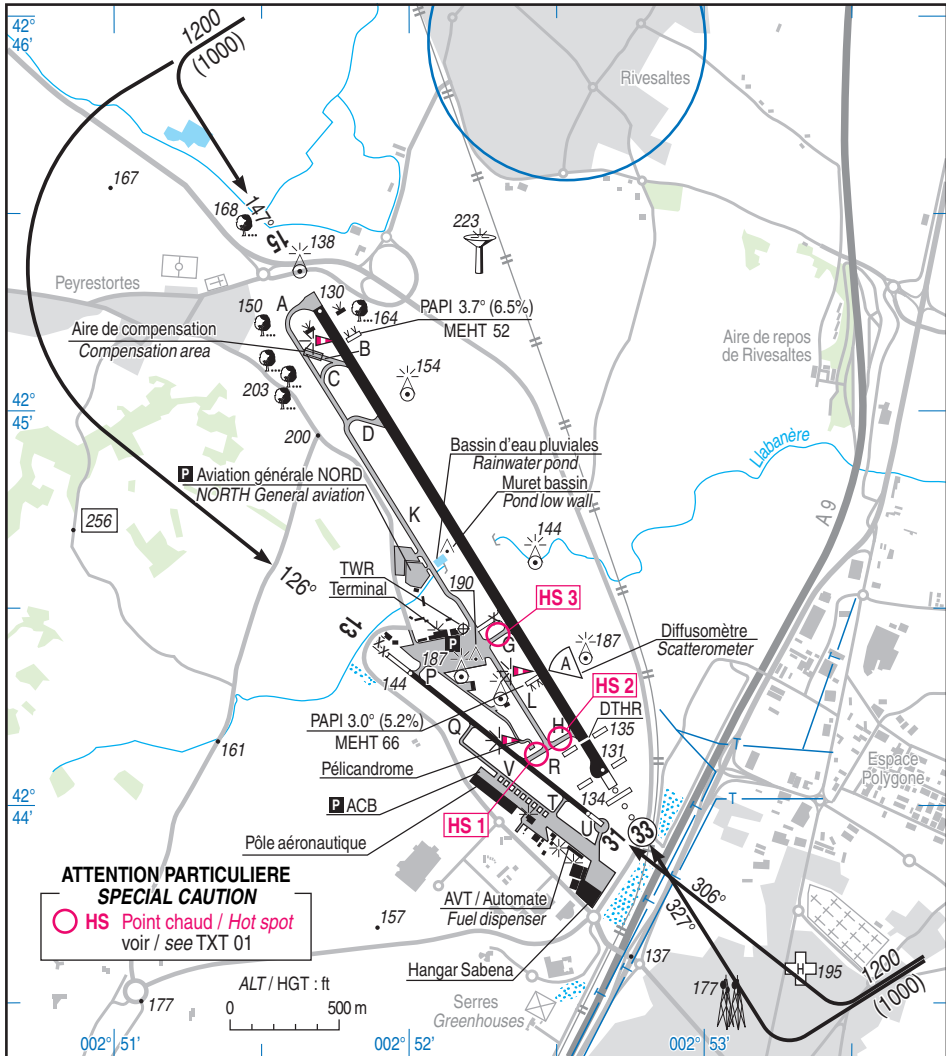 42°
46'
1200
(1000)
Rivesaltes
167
168
147°
15
138
223
Peyrestortes
A
130
150
164
PAPI 3.7° (6.5%)
MEHT 52
Aire de compensation
Compensation area
B
C
154
203
Aire de repos
de Rivesaltes
42°
45'
200
D
Bassin d'eau pluviales
Rainwater pond
Llabanère
P Aviation générale NORD
NORTH General aviation
Muret bassin
Pond low wall
A 9
256
K
144
126°
TWR
Terminal
190
HS 3
13
P
G
187
Diffusomètre
Scatterometer
187
A
144
P
L
HS 2
DTHR
PAPI 3.0° (5.2%)
MEHT 66
Q
H
135
161
131
Pélicandrome
V
R
T
Espace
Polygone
P ACB
134
T
42°
44'
T
HS 1
U
Pôle aéronautique
31
33
ATTENTION PARTICULIERE
SPECIAL CAUTION
HS Point chaud / Hot spot
voir / see TXT 01
AVT / Automate
Fuel dispenser
306°
327°
157
Hangar Sabena
137
H
195
1200
(1000)
177
177
ALT / HGT : ft
0 500 m
Serres
Greenhouses
T
002° 51'
002° 52'
002° 53'